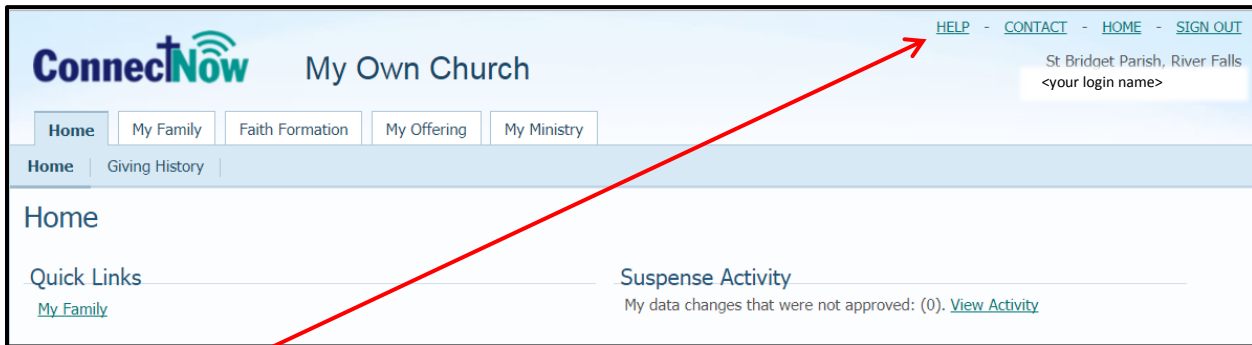 HELP - CONTACT - HOME - SIGN OUT
ConnectNow My Own Church
St Bridget Parish, River Falls
<your login name>
Home My Family Faith Formation My Offering My Ministry
Home Giving History
Home
Quick Links
My Family
Suspense Activity
My data changes that were not approved: (0). View Activity